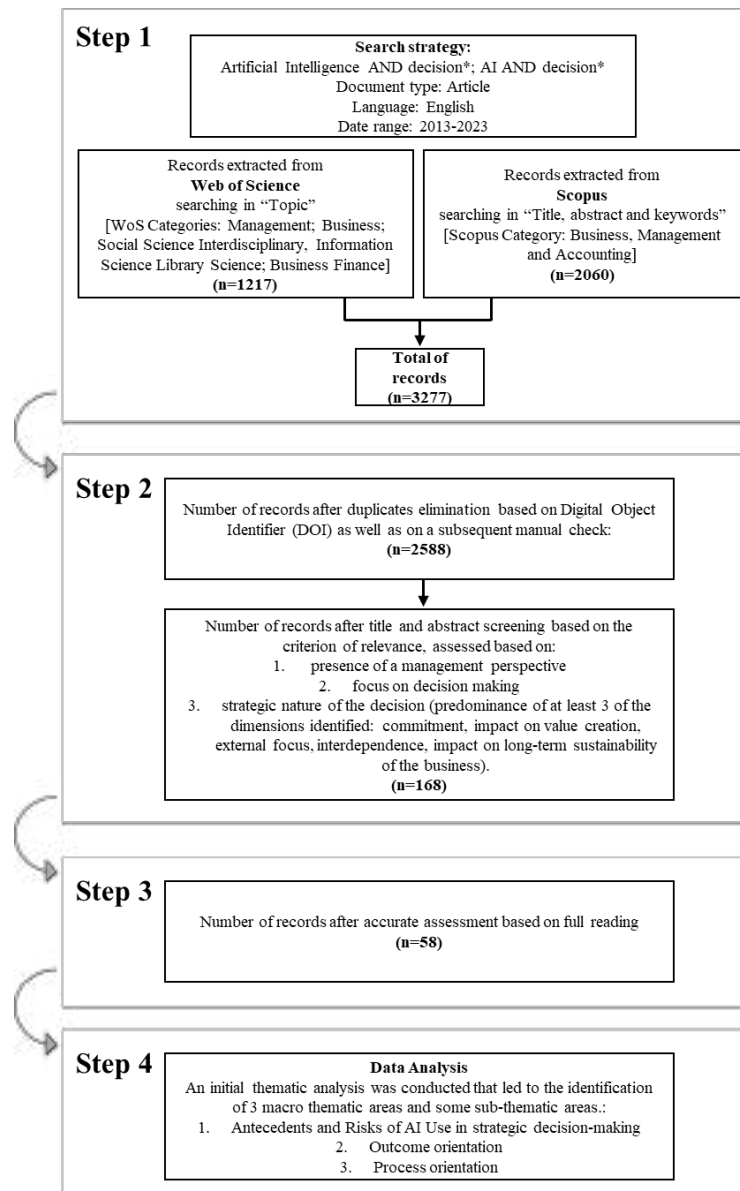 Step 1
Search strategy:
Artificial Intelligence AND decision*; AI AND decision*
Document type: Article
Language: English
Date range: 2013-2023
Records extracted from
Web of Science
searching in “Topic”
[WoS Categories: Management; Business;
Social Science Interdisciplinary, Information
Science Library Science; Business Finance]
(n=1217)
Records extracted from
Scopus
searching in “Title, abstract and keywords”
[Scopus Category: Business, Management
and Accounting]
(n=2060)
Total of
records
(n=3277)
Step 2
Number of records after duplicates elimination based on Digital Object
Identifier (DOI) as well as on a subsequent manual check:
(n=2588)
Number of records after title and abstract screening based on the
criterion of relevance, assessed based on:
1. presence of a management perspective
2. focus on decision making
3. strategic nature of the decision (predominance of at least 3 of the
dimensions identified: commitment, impact on value creation,
external focus, interdependence, impact on long-term sustainability
of the business).
(n=168)
Step 3
Number of records after accurate assessment based on full reading
(n=58)
Step 4
Data Analysis
An initial thematic analysis was conducted that led to the identification
of 3 macro thematic areas and some sub-thematic areas.:
1. Antecedents and Risks of AI Use in strategic decision-making
2. Outcome orientation
3. Process orientation